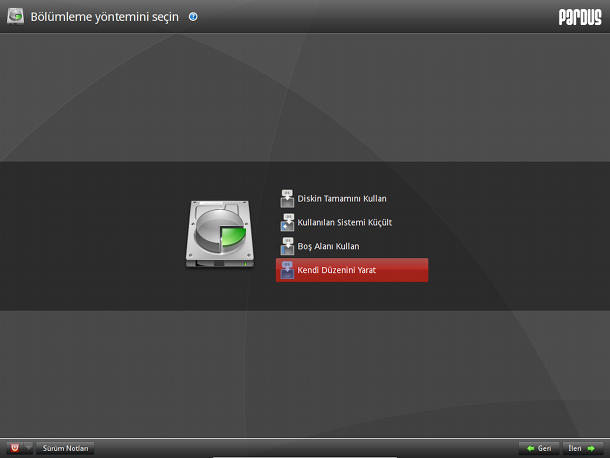 Bölümleme yöntemini seçin
PARDUS
Diskin Tamamını Kullan
Kullanılan Sistemi Küçült
Boş Alanı Kullan
Kendi Düzenini Yarat
Sürüm Notları
Geri
İleri